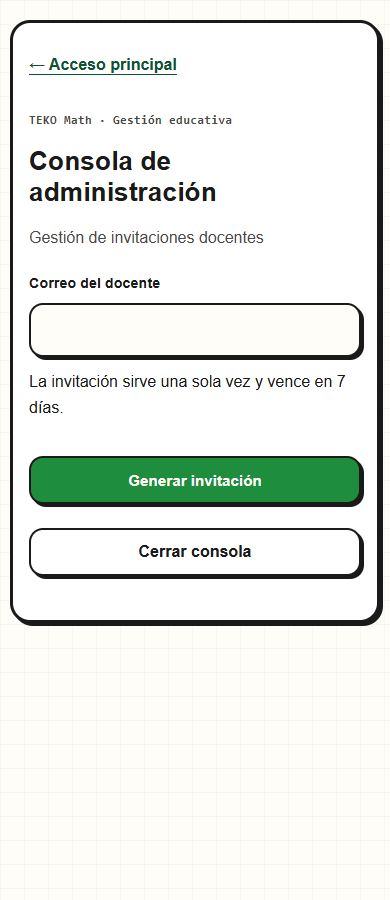 ← Acceso principal
TEKO Math · Gestión educativa
Consola de
administración
Gestión de invitaciones docentes
Correo del docente
La invitación sirve una sola vez y vence en 7
días.
Generar invitación
Cerrar consola